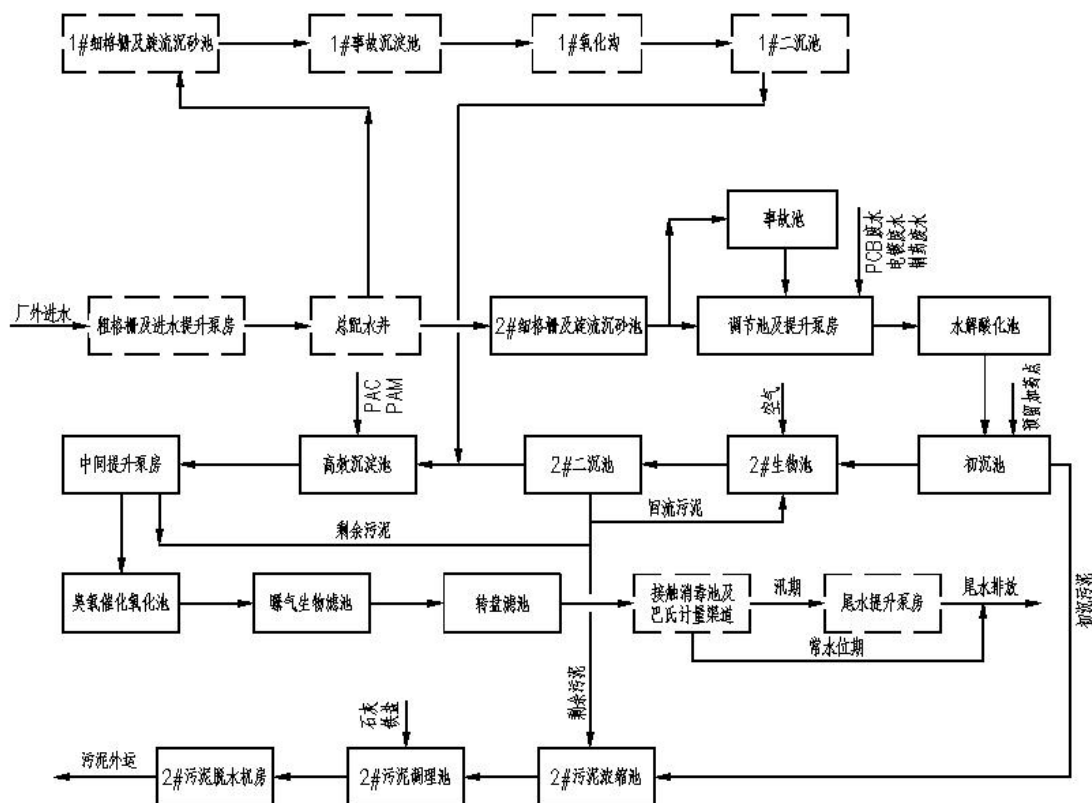 1#细格栅及旋流沉砂池
1#事故沉淀池
1#氧化沟
1#二沉池
事故池
PCB废水
电镀废水
制药废水
厂外进水
粗格栅及进水提升泵房
总配水井
2#细格栅及旋流沉砂池
调节池及提升泵房
水解酸化池
PAC
PAM
空气
预留加药点
中间提升泵房
高效沉淀池
2#二沉池
2#生物池
初沉池
剩余污泥
回流污泥
臭氧催化氧化池
曝气生物滤池
转盘滤池
接触消毒池及
巴氏计量渠道
汛期
尾水提升泵房
尾水排放
常水位期
初沉污泥
剩余污泥
石灰
铁盐
污泥外运
2#污泥脱水机房
2#污泥调理池
2#污泥浓缩池